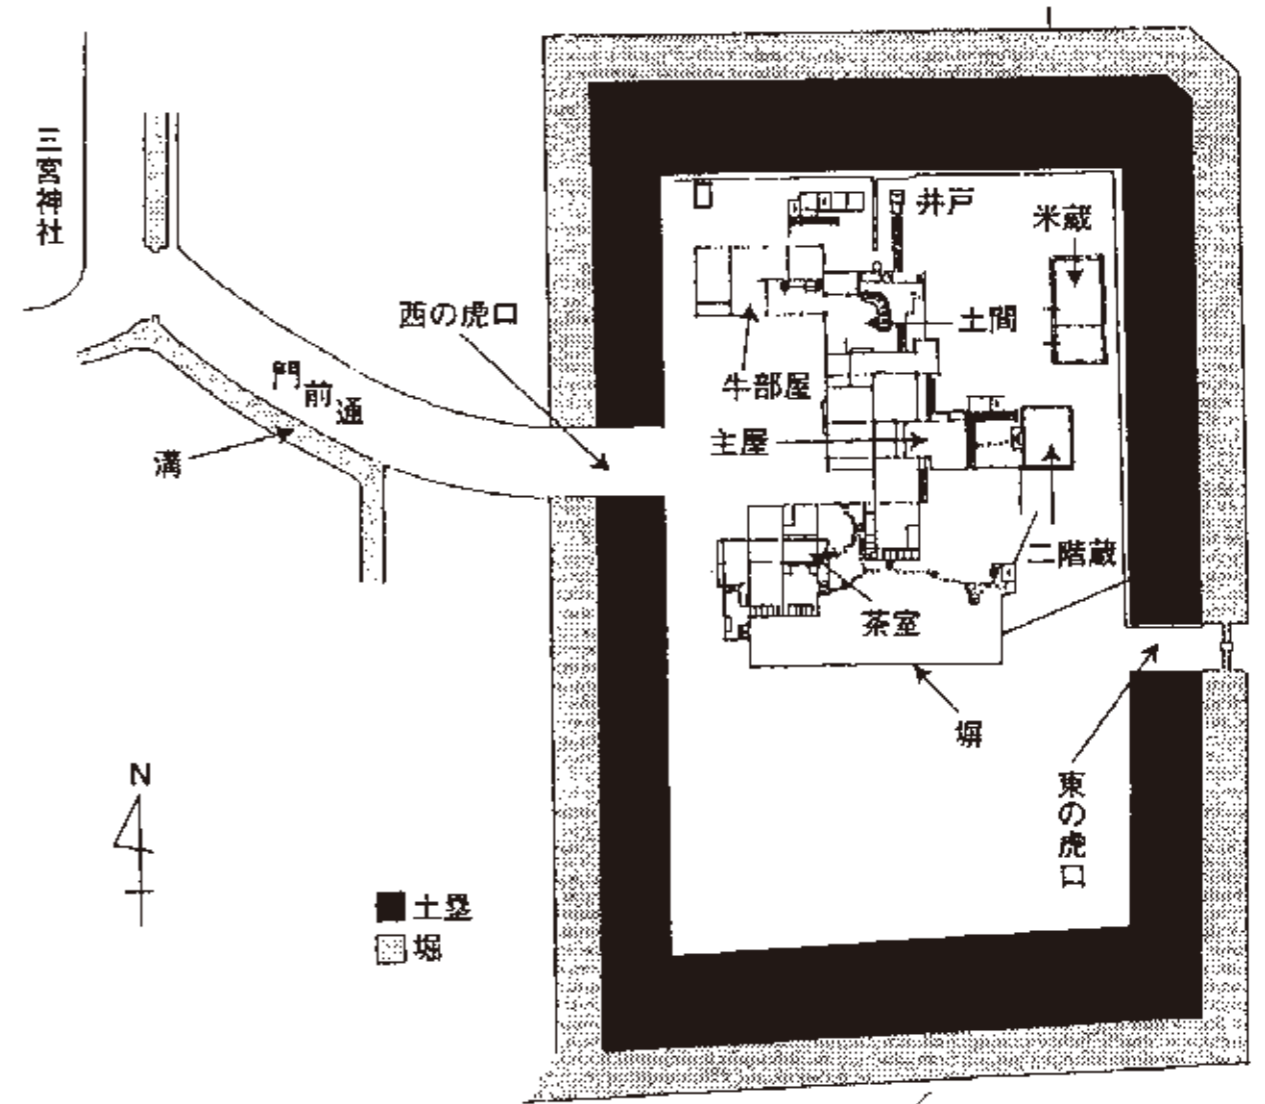 三宮神社
井戸
米蔵
西の虎口
土間
門前通
牛部屋
主屋
溝
二階蔵
茶室
塀
東の虎口
N
土塁
堀